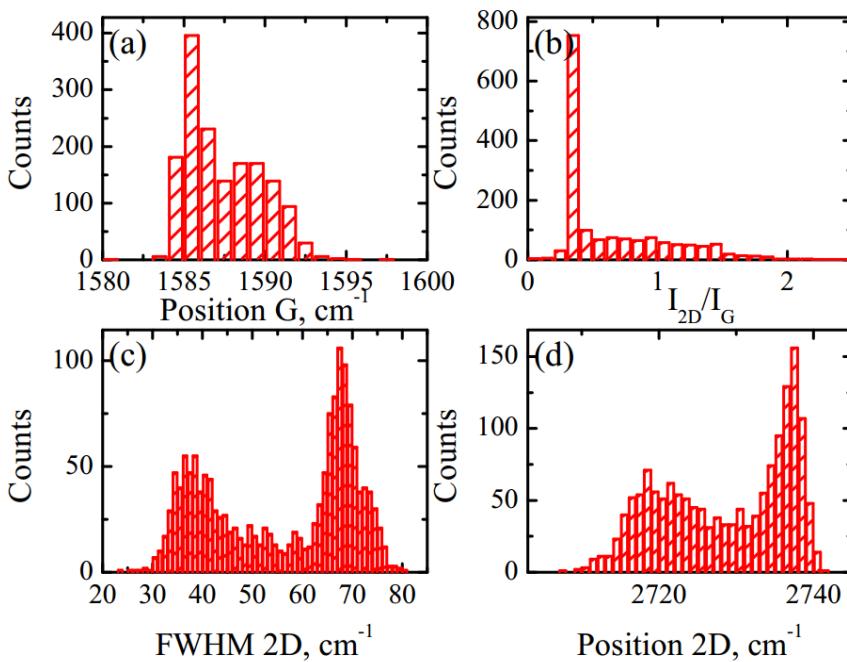 400
300
200
100
0
Counts
(a)
1580 1585 1590 1595 1600
Position G, cm⁻¹
800
600
400
200
0
Counts
(b)
0 1 2
I₂D/I_G
100
50
0
Counts
(c)
20 30 40 50 60 70 80
FWHM 2D, cm⁻¹
150
100
50
0
Counts
(d)
2720 2740
Position 2D, cm⁻¹